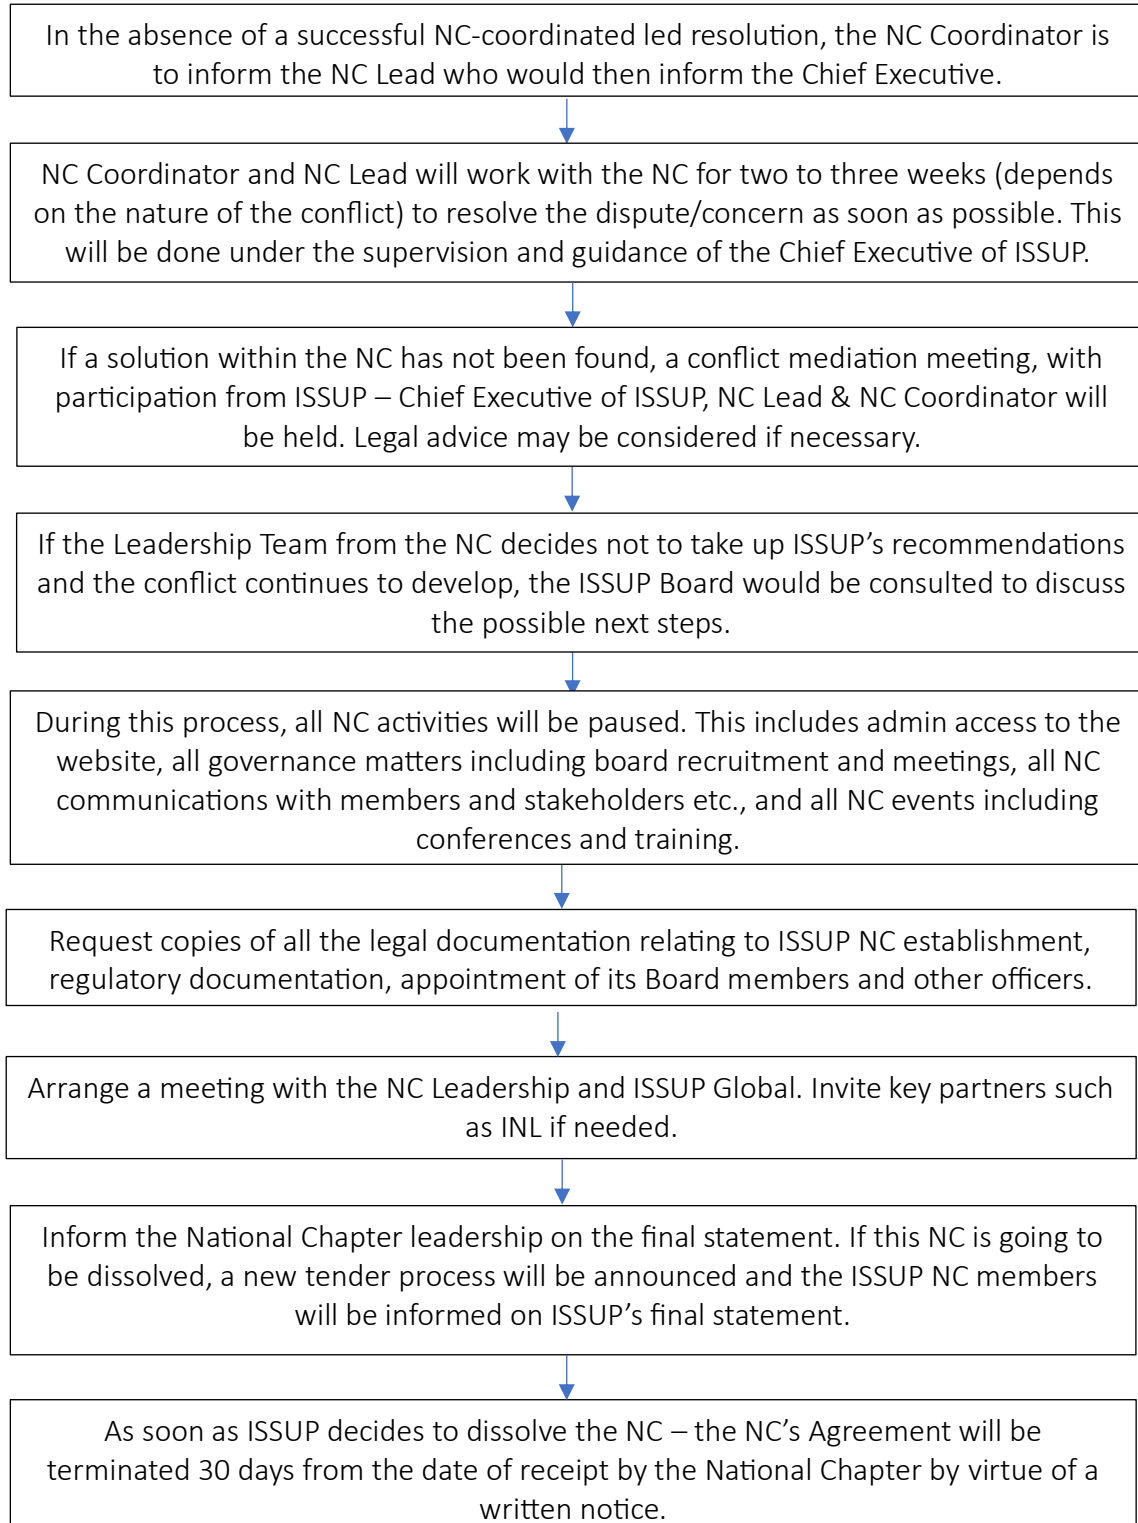 In the absence of a successful NC-coordinated led resolution, the NC Coordinator is
to inform the NC Lead who would then inform the Chief Executive.
NC Coordinator and NC Lead will work with the NC for two to three weeks (depends
on the nature of the conflict) to resolve the dispute/concern as soon as possible. This
will be done under the supervision and guidance of the Chief Executive of ISSUP.
If a solution within the NC has not been found, a conflict mediation meeting, with
participation from ISSUP – Chief Executive of ISSUP, NC Lead & NC Coordinator will
be held. Legal advice may be considered if necessary.
If the Leadership Team from the NC decides not to take up ISSUP’s recommendations
and the conflict continues to develop, the ISSUP Board would be consulted to discuss
the possible next steps.
During this process, all NC activities will be paused. This includes admin access to the
website, all governance matters including board recruitment and meetings, all NC
communications with members and stakeholders etc., and all NC events including
conferences and training.
Request copies of all the legal documentation relating to ISSUP NC establishment,
regulatory documentation, appointment of its Board members and other officers.
Arrange a meeting with the NC Leadership and ISSUP Global. Invite key partners such
as INL if needed.
Inform the National Chapter leadership on the final statement. If this NC is going to
be dissolved, a new tender process will be announced and the ISSUP NC members
will be informed on ISSUP’s final statement.
As soon as ISSUP decides to dissolve the NC – the NC’s Agreement will be
terminated 30 days from the date of receipt by the National Chapter by virtue of a
written notice.